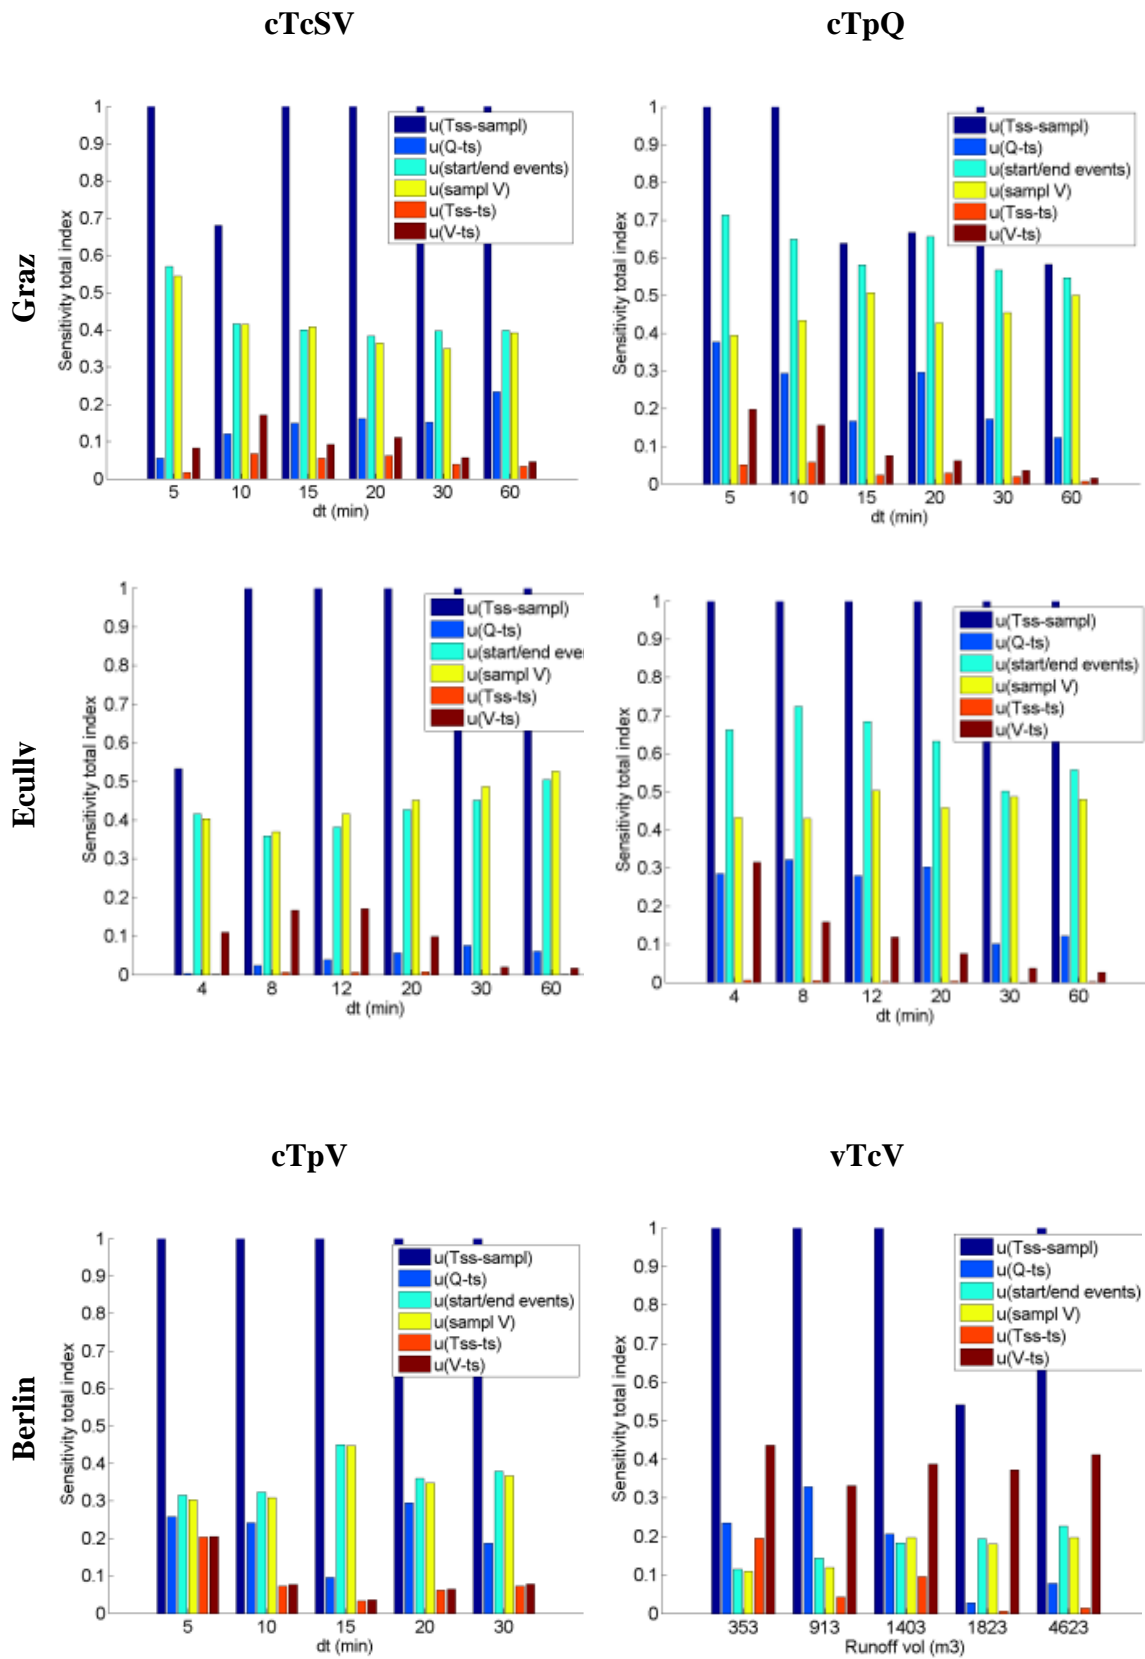 cTcSV cTpQ
Graz
Sensitivity total index
1
0.9
0.8
0.7
0.6
0.5
0.4
0.3
0.2
0.1
0
u(Tss-sampl)
u(Q-ts)
u(start/end events)
u(sampl V)
u(Tss-ts)
u(V-ts)
5 10 15 20 30 60
dt (min)
Sensitivity total index
1
0.9
0.8
0.7
0.6
0.5
0.4
0.3
0.2
0.1
0
u(Tss-sampl)
u(Q-ts)
u(start/end events)
u(sampl V)
u(Tss-ts)
u(V-ts)
5 10 15 20 30 60
dt (min)
Ecullv
Sensitivity total index
1
0.9
0.8
0.7
0.6
0.5
0.4
0.3
0.2
0.1
0
u(Tss-sampl)
u(Q-ts)
u(start/end ever
u(sampl V)
u(Tss-ts)
u(V-ts)
4 8 12 20 30 60
dt (min)
Sensitivity total index
1
0.9
0.8
0.7
0.6
0.5
0.4
0.3
0.2
0.1
0
u(Tss-sampl)
u(Q-ts)
u(start/end events)
u(sampl V)
u(Tss-ts)
u(V-ts)
4 8 12 20 30 60
dt (min)
cTpV vTcV
Berlin
Sensitivity total index
1
0.9
0.8
0.7
0.6
0.5
0.4
0.3
0.2
0.1
0
u(Tss-sampl)
u(Q-ts)
u(start/end events)
u(sampl V)
u(Tss-ts)
u(V-ts)
5 10 15 20 30
dt (min)
Sensitivity total index
1
0.9
0.8
0.7
0.6
0.5
0.4
0.3
0.2
0.1
0
u(Tss-sampl)
u(Q-ts)
u(start/end events)
u(sampl V)
u(Tss-ts)
u(V-ts)
353 913 1403 1823 4623
Runoff vol (m3)